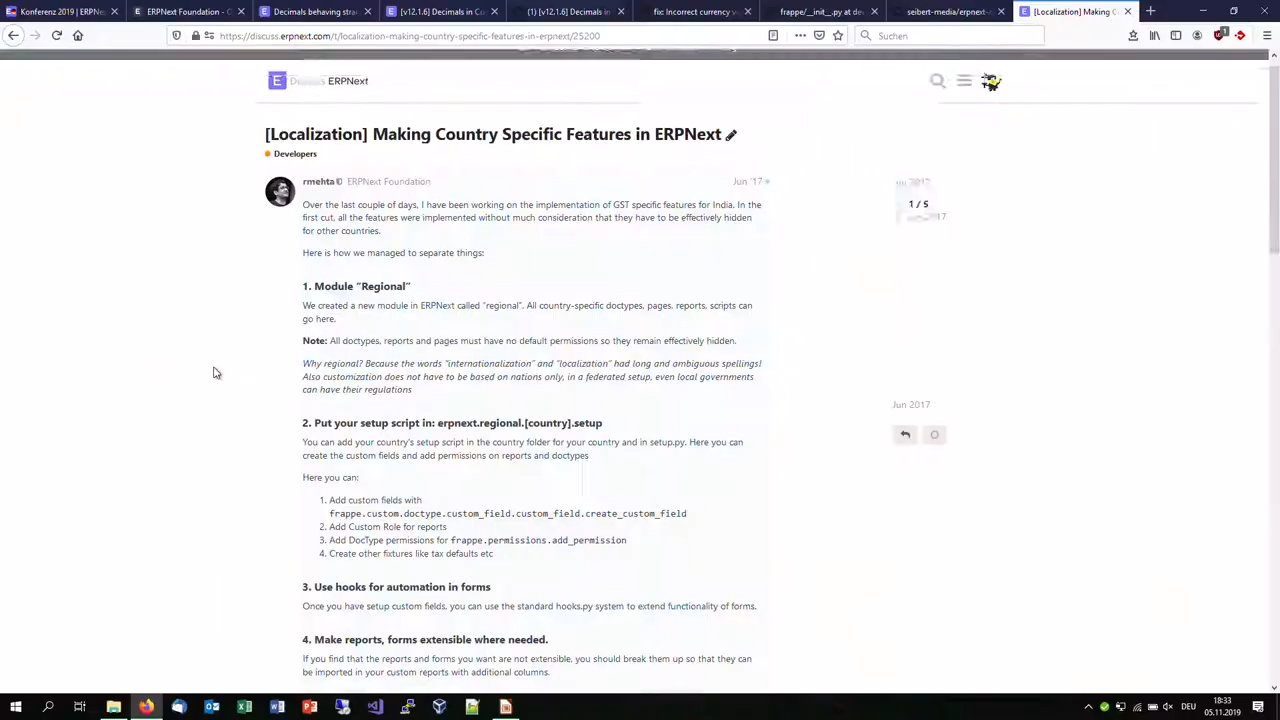 Konferenz 2019 | ERPNe
ERPNext Foundation - G
Decimals behaving stra
[v12.1.6] Decimals in Cu
(1) [v12.1.6] Decimals in
fix: Incorrect currency v
frappe/__init__.py at de
seibert-media/erpnext-c
[Localization] Making C
https://discuss.erpnext.com/t/localization-making-country-specific-features-in-erpnext/25200
Suchen
ERPNext
[Localization] Making Country Specific Features in ERPNext
Developers
rmehta ERPNext Foundation
Jun '17
Over the last couple of days, I have been working on the implementation of GST specific features for India. In the
first cut, all the features were implemented without much consideration that they have to be effectively hidden
for other countries.
Here is how we managed to separate things:
1. Module “Regional”
We created a new module in ERPNext called “regional”. All country-specific doctypes, pages, reports, scripts can
go here.
Note: All doctypes, reports and pages must have no default permissions so they remain effectively hidden.
Why regional? Because the words “internationalization” and “localization” had long and ambiguous spellings!
Also customization does not have to be based on nations only, in a federated setup, even local governments
can have their regulations
2. Put your setup script in: erpnext.regional.[country].setup
You can add your country's setup script in the country folder for your country and in setup.py. Here you can
create the custom fields and add permissions on reports and doctypes
Here you can:
1. Add custom fields with
frappe.custom.doctype.custom_field.custom_field.create_custom_field
2. Add Custom Role for reports
3. Add DocType permissions for frappe.permissions.add_permission
4. Create other fixtures like tax defaults etc
3. Use hooks for automation in forms
Once you have setup custom fields, you can use the standard hooks.py system to extend functionality of forms.
4. Make reports, forms extensible where needed.
If you find that the reports and forms you want are not extensible, you should break them up so that they can
be imported in your custom reports with additional columns.
1 / 5
Jun 2017
DEU
18:33
05.11.2019